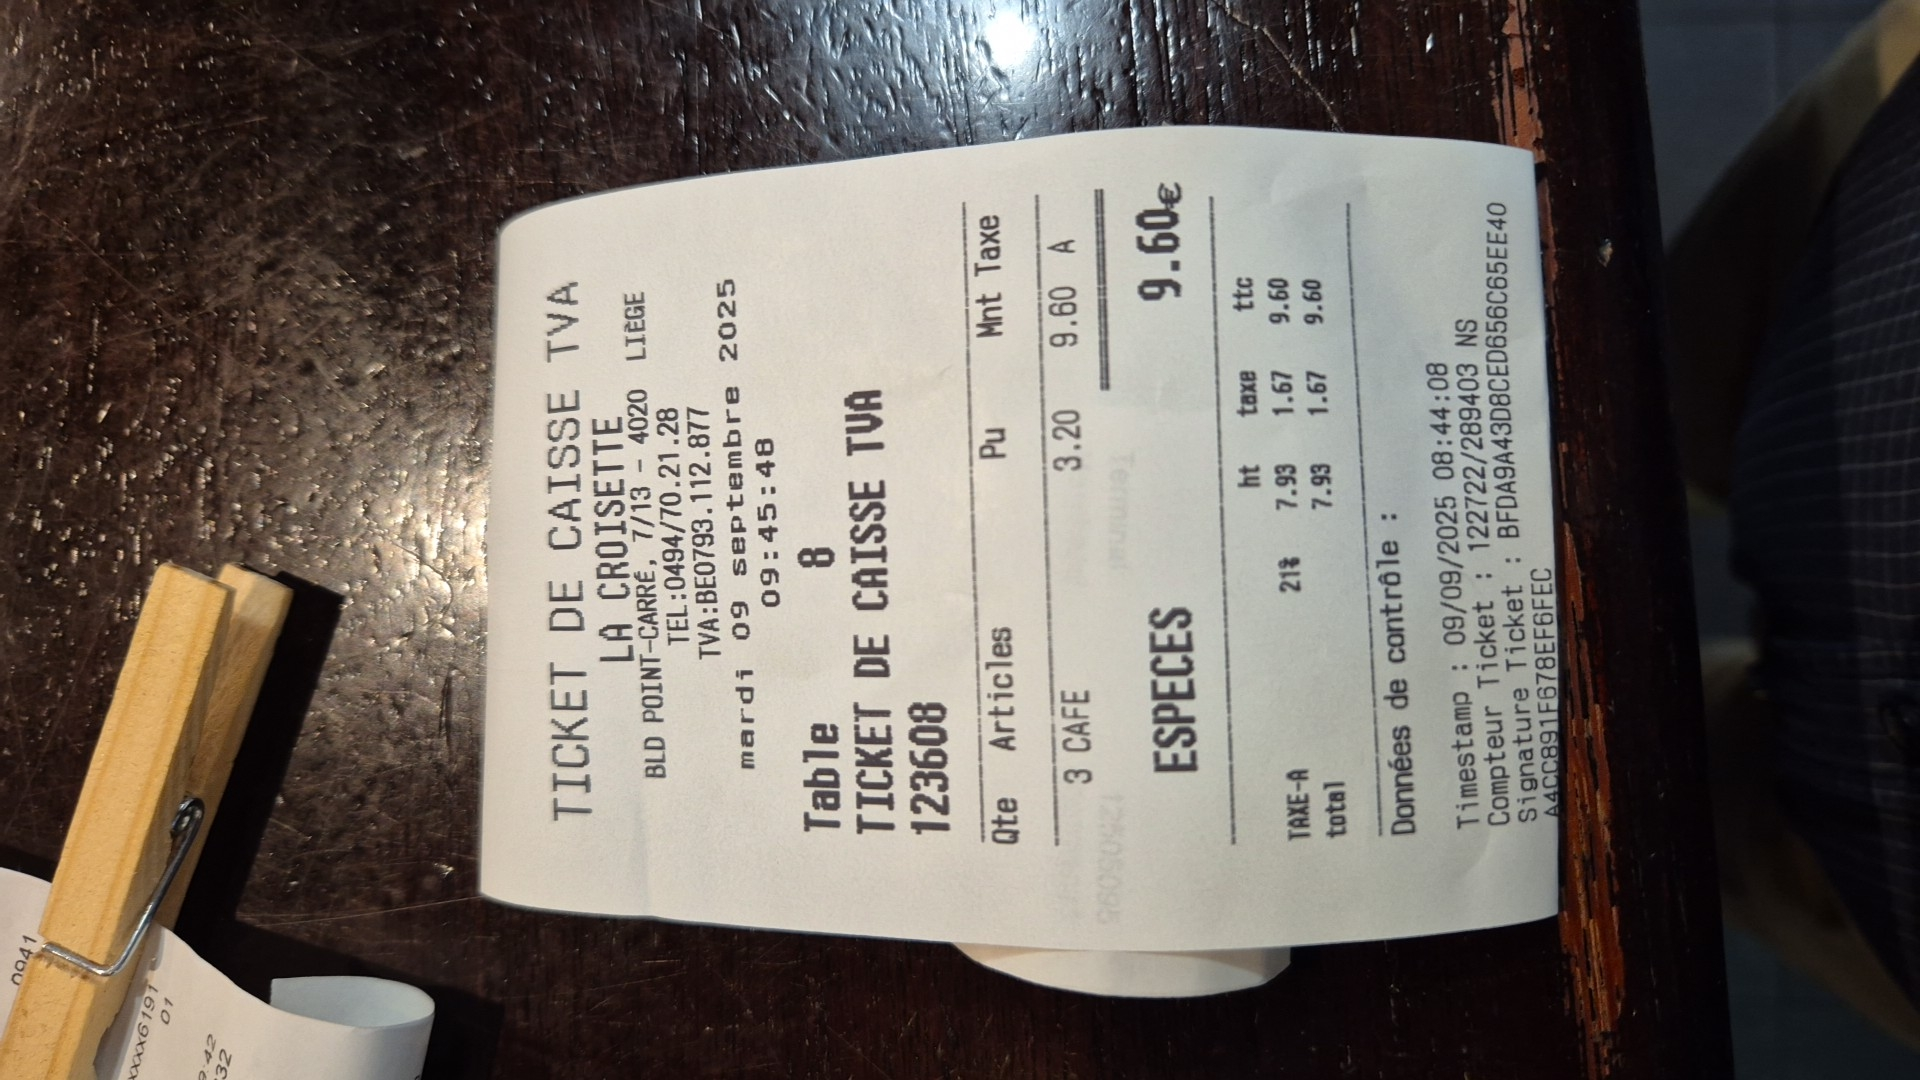 TICKET DE CAISSE TVA
LA CROISETTE
BLD POINT-CARRÉ, 7/13 - 4020 LIÈGE
TEL:0494/70.21.28
TVA:BE0793.112.877
mardi 09 septembre 2025
09:45:48
Table 8
TICKET DE CAISSE TVA
123608
Qte Articles Pu Mnt Taxe
3 CAFE 3.20 9.60 A
ESPECES 9.60€
ht taxe ttc
TAXE-A 21% 7.93 1.67 9.60
total 7.93 1.67 9.60
Données de contrôle :
Timestamp : 09/09/2025 08:44:08
Compteur Ticket : 122722/289403 NS
Signature Ticket : BFDA9A43D8CED656C65EE40
A4CC891F678EF6FEC
0941
xxxx6191
01